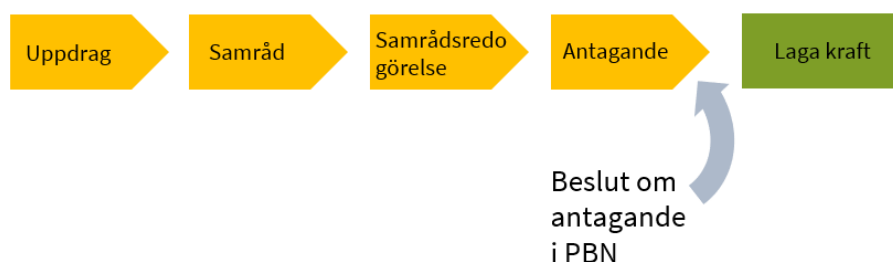 Uppdrag
Samråd
Samrådsredo
görelse
Antagande
Laga kraft
Beslut om
antagande
i PBN